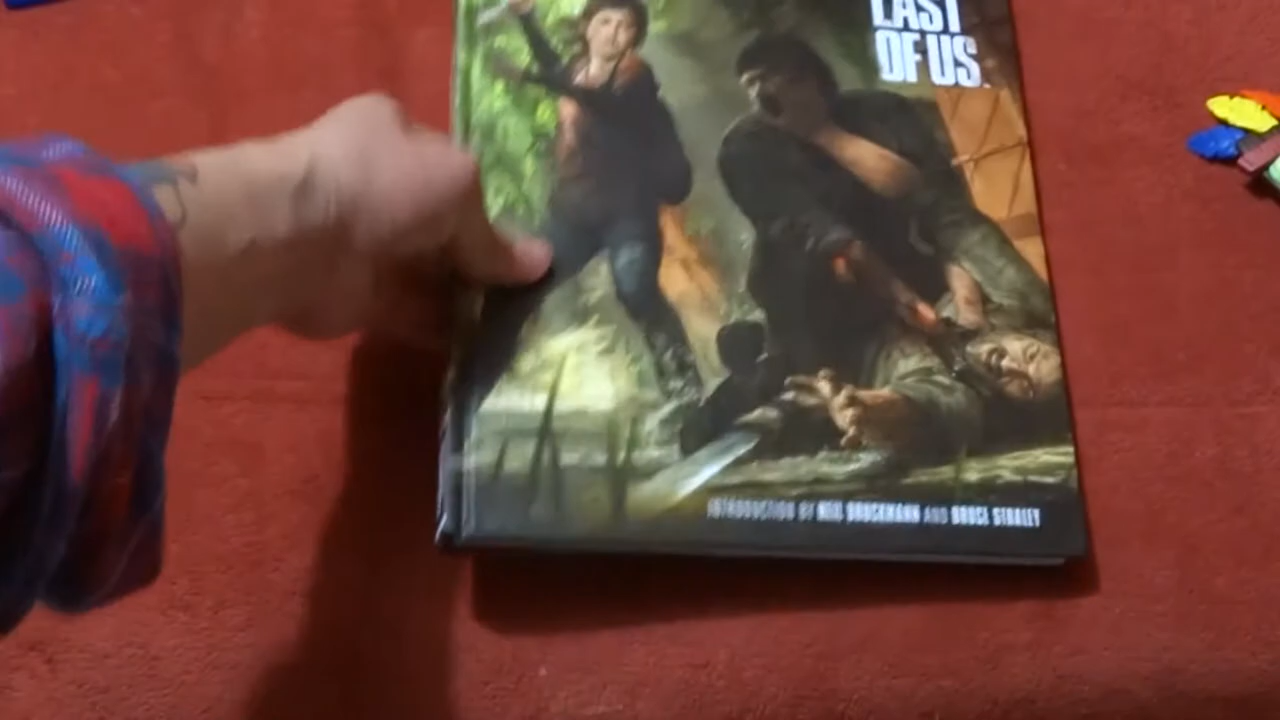 LAST
OF US
INTRODUCTION BY NEIL DRUCKMANN AND BRUCE STRALEY